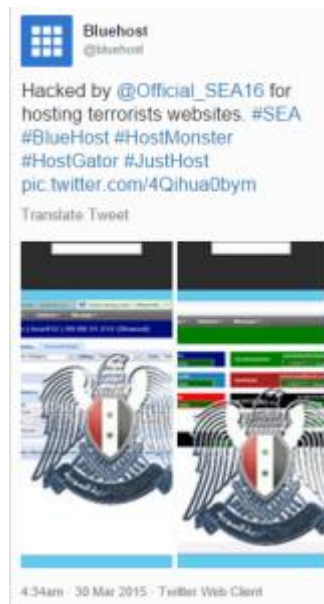 Bluehost
@bluehost
Hacked by @Official_SEA16 for
hosting terrorists websites. #SEA
#BlueHost #HostMonster
#HostGator #JustHost
pic.twitter.com/4Qihua0bym
Translate Tweet
4:34am - 30 Mar 2015 - Twitter Web Client